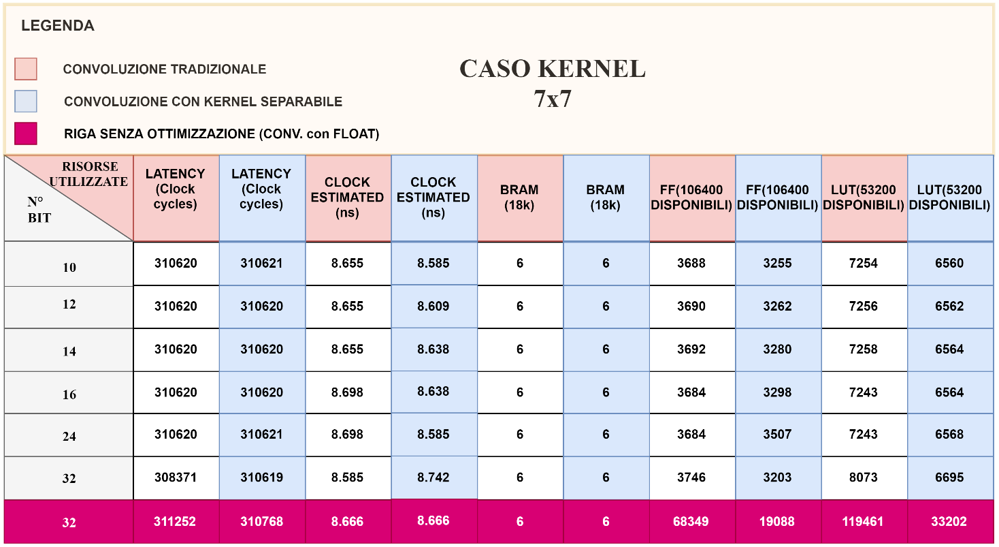 LEGENDA
CONVOLUZIONE TRADIZIONALE
CONVOLUZIONE CON KERNEL SEPARABILE
RIGA SENZA OTTIMIZZAZIONE (CONV. con FLOAT)
CASO KERNEL
7x7
RISORSE
UTILIZZATE
N°
BIT
LATENCY
(Clock
cycles)
LATENCY
(Clock
cycles)
CLOCK
ESTIMATED
(ns)
CLOCK
ESTIMATED
(ns)
BRAM
(18k)
BRAM
(18k)
FF(106400
DISPONIBILI)
FF(106400
DISPONIBILI)
LUT(53200
DISPONIBILI)
LUT(53200
DISPONIBILI)
10 310620 310621 8.655 8.585 6 6 3688 3255 7254 6560
12 310620 310620 8.655 8.609 6 6 3690 3262 7256 6562
14 310620 310620 8.655 8.638 6 6 3692 3280 7258 6564
16 310620 310620 8.698 8.638 6 6 3684 3298 7243 6564
24 310620 310621 8.698 8.585 6 6 3684 3507 7243 6568
32 308371 310619 8.585 8.742 6 6 3746 3203 8073 6695
32 311252 310768 8.666 8.666 6 6 68349 19088 119461 33202